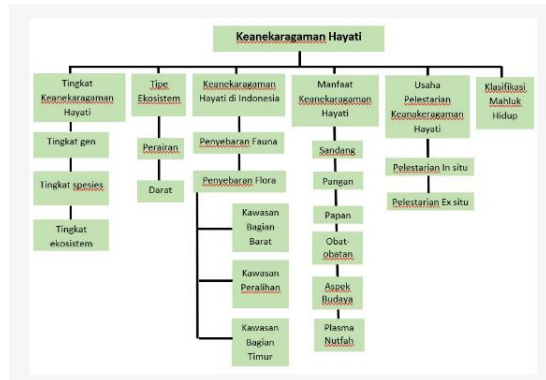 Keanekaragaman Hayati
Tingkat
Keanekaragaman
Hayati
Tingkat gen
Tingkat spesies
Tingkat
ekosistem
Tipe
Ekosistem
Perairan
Darat
Keanekaragaman
Hayati di Indonesia
Penyebaran Fauna
Penyebaran Flora
Kawasan
Bagian
Barat
Kawasan
Peralihan
Kawasan
Bagian
Timur
Manfaat
Keanekaragaman
Hayati
Sandang
Pangan
Papan
Obat-
obatan
Aspek
Budaya
Plasma
Nutfah
Usaha
Pelestarian
Keanakeragaman
Hayati
Pelestarian In situ
Pelestarian Ex situ
Klasifikasi
Mahluk
Hidup